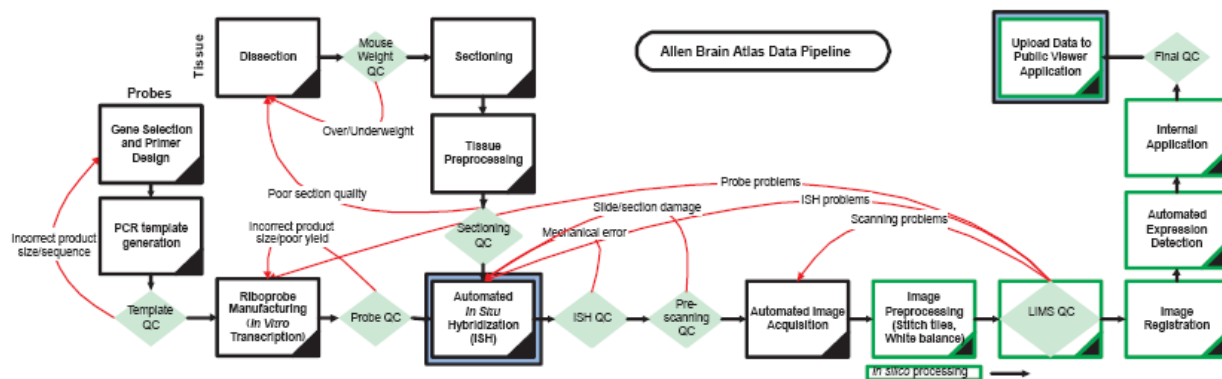 Tissue
Dissection
Mouse
Weight
QC
Sectioning
Allen Brain Atlas Data Pipeline
Upload Data to
Public Viewer
Application
Final QC
Probes
Gene Selection
and Primer
Design
Over/Underweight
Tissue
Preprocessing
Internal
Application
Poor section quality
Probe problems
ISH problems
Slide/section damage
Scanning problems
Mechanical error
Incorrect product
size/sequence
PCR template
generation
Incorrect product
size/poor yield
Sectioning
QC
Automated
Expression
Detection
Template
QC
Riboprobe
Manufacturing
(In Vitro
Transcription)
Probe QC
Automated
In Situ
Hybridization
(ISH)
ISH QC
Pre-
scanning
QC
Automated Image
Acquisition
Image
Preprocessing
(Stitch tiles,
White balance)
LIMS QC
Image
Registration
In silico processing